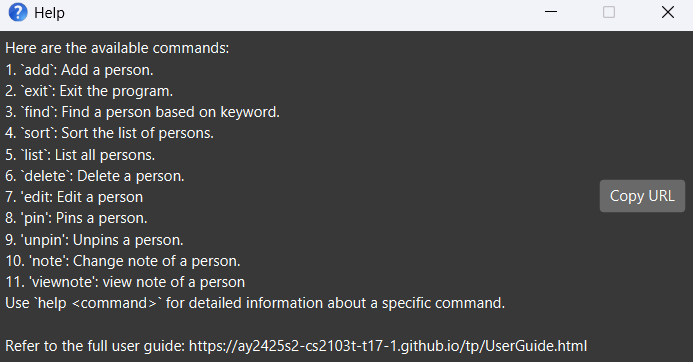 Help
Here are the available commands:
1. `add`: Add a person.
2. `exit`: Exit the program.
3. `find`: Find a person based on keyword.
4. `sort`: Sort the list of persons.
5. `list`: List all persons.
6. `delete`: Delete a person.
7. 'edit: Edit a person
8. 'pin': Pins a person.
9. 'unpin': Unpins a person.
10. 'note': Change note of a person.
11. 'viewnote': view note of a person
Use `help <command>` for detailed information about a specific command.
Refer to the full user guide: https://ay2425s2-cs2103t-t17-1.github.io/tp/UserGuide.html
Copy URL